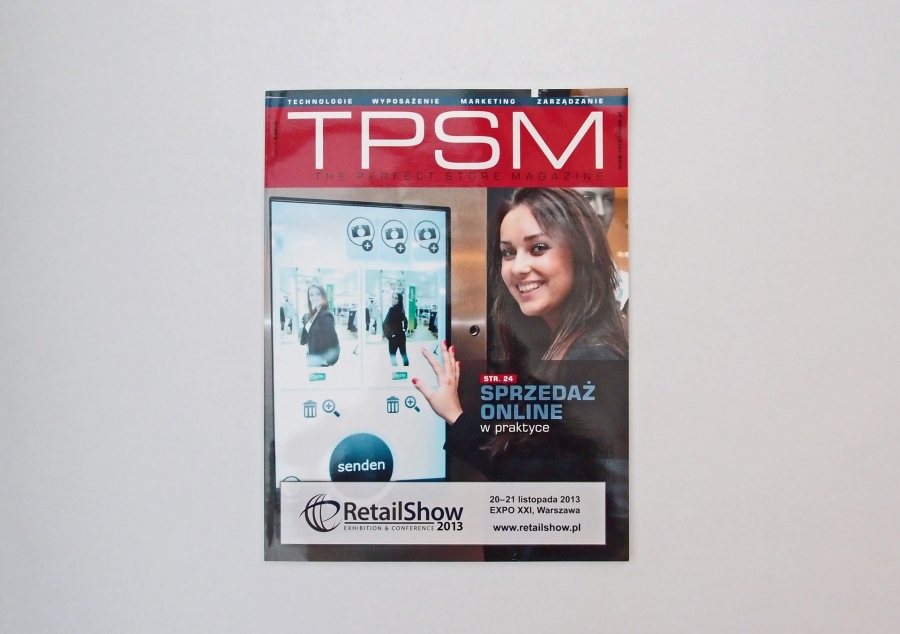 TECHNOLOGIE WYPOSAŻENIE MARKETING ZARZĄDZANIE
TPSM
THE PERFECT STORE MAGAZINE
STR. 24
SPRZEDAŻ
ONLINE
w praktyce
senden
RetailShow
EXHIBITION & CONFERENCE 2013
20–21 listopada 2013
EXPO XXI, Warszawa
www.retailshow.pl